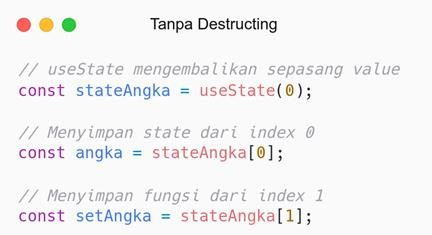 Tanpa Destructing
// useState mengembalikan sepasang value
const stateAngka = useState(0);
// Menyimpan state dari index 0
const angka = stateAngka[0];
// Menyimpan fungsi dari index 1
const setAngka = stateAngka[1];